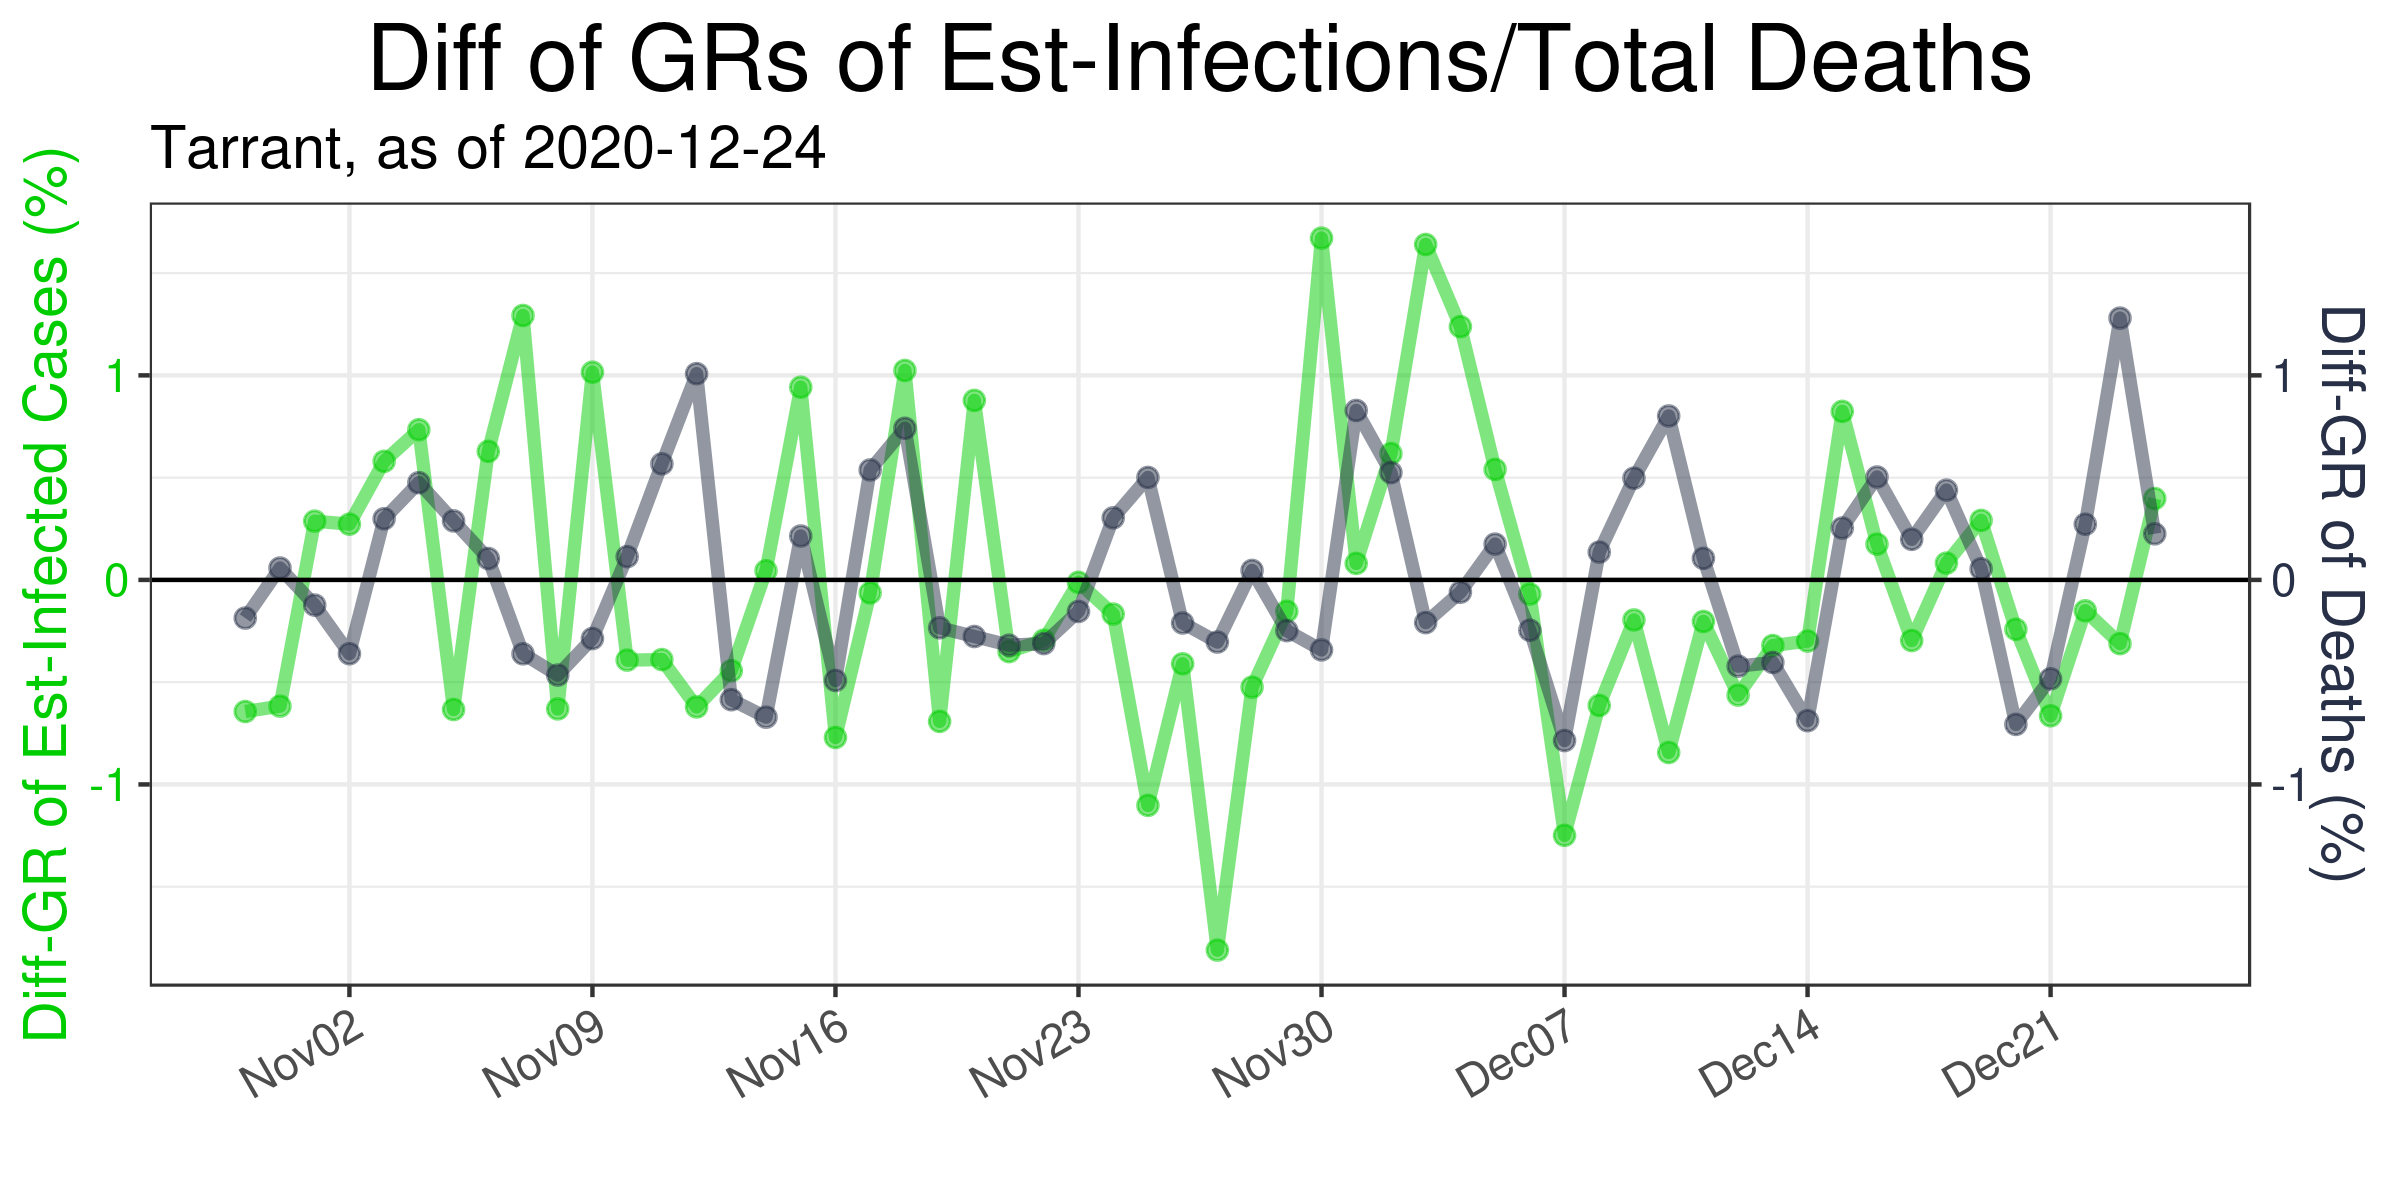 Diff of GRs of Est-Infections/Total Deaths
Tarrant, as of 2020-12-24
Diff-GR of Est-Infected Cases (%)
1
0
-1
1
0
-1
Diff-GR of Deaths (%)
Nov02
Nov09
Nov16
Nov23
Nov30
Dec07
Dec14
Dec21